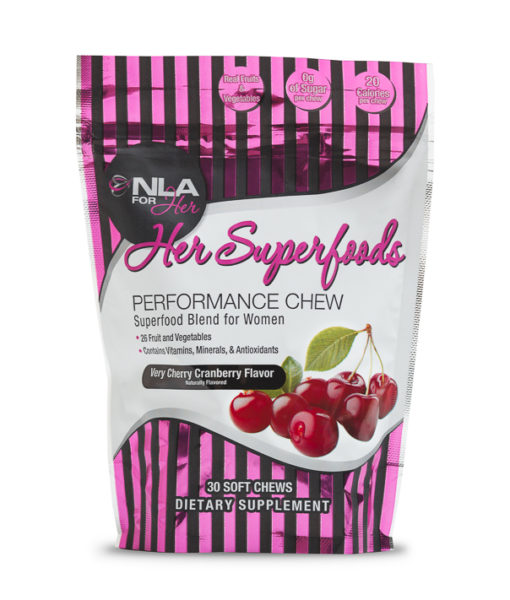 Real Fruits
&
Vegetables
0g
of Sugar
per chew
20
Calories
per chew
NLA
FOR Her
Her Superfoods
PERFORMANCE CHEW
Superfood Blend for Women
• 26 Fruit and Vegetables
• Contains Vitamins, Minerals, & Antioxidants
Very Cherry Cranberry Flavor
Naturally Flavored
30 SOFT CHEWS
DIETARY SUPPLEMENT